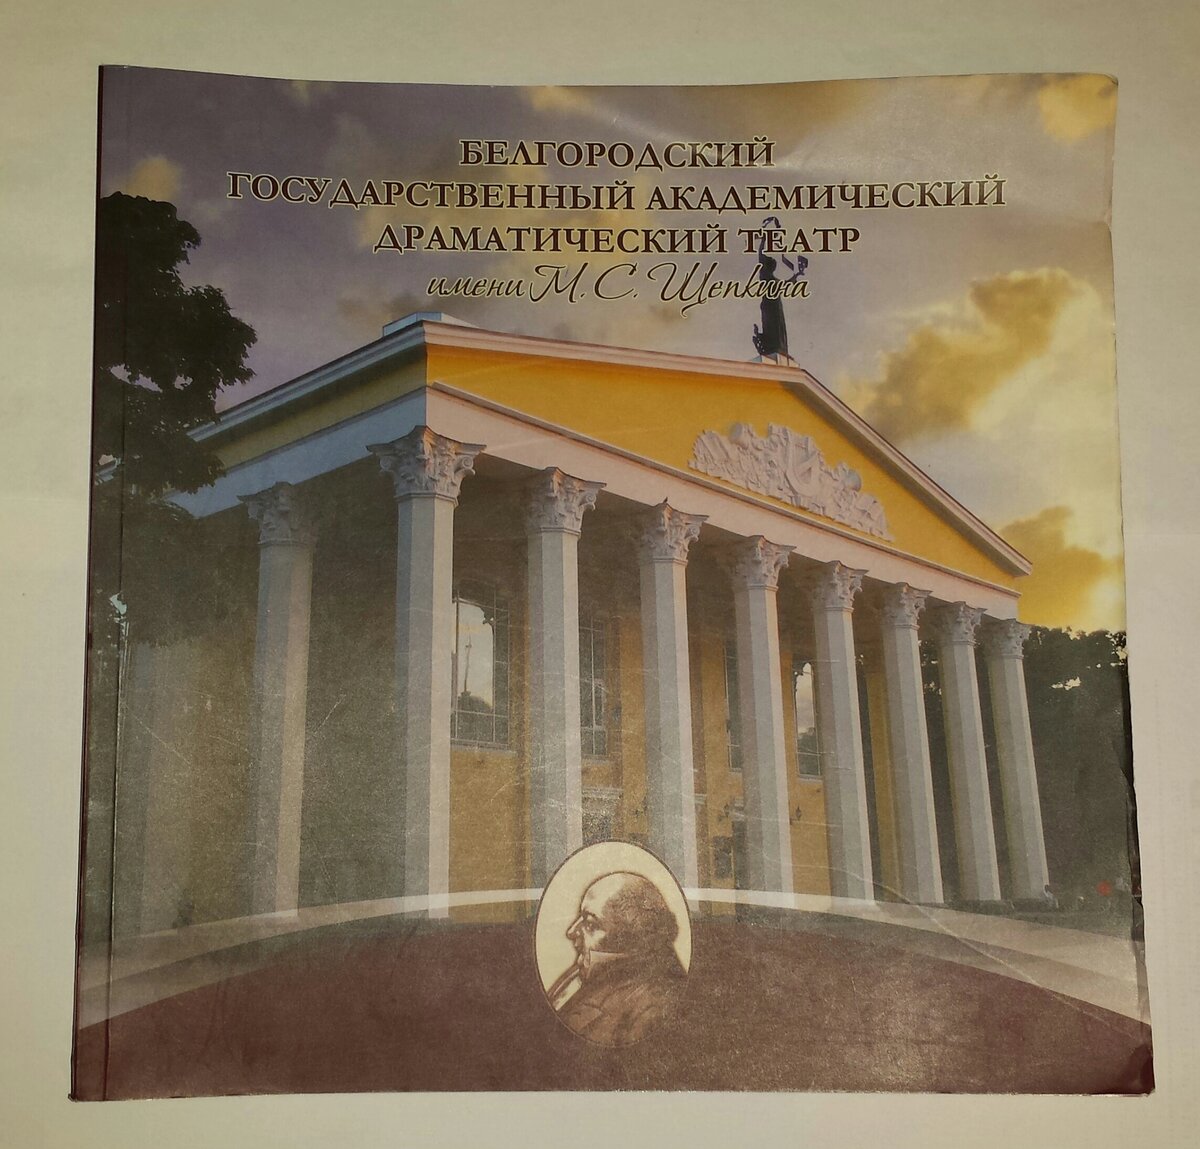 БЕЛГОРОДСКИЙ
ГОСУДАРСТВЕННЫЙ АКАДЕМИЧЕСКИЙ
ДРАМАТИЧЕСКИЙ ТЕАТР
имени М. С. Щепкина